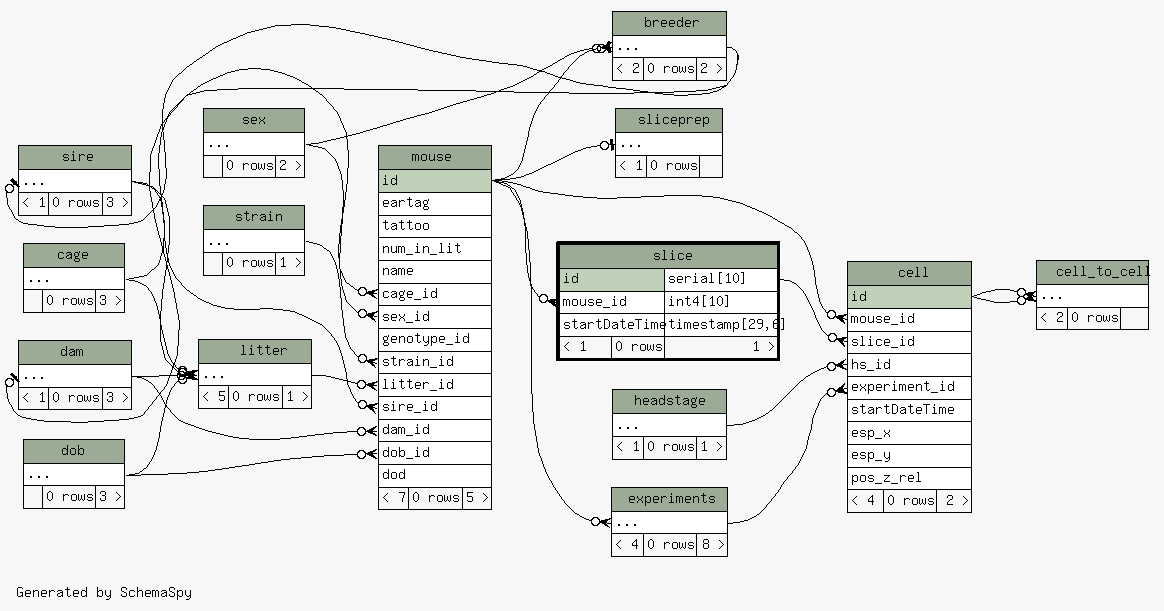 breeder
...
< 2 0 rows 2 >
sliceprep
...
< 1 0 rows
sex
...
0 rows 2 >
sire
...
< 1 0 rows 3 >
strain
...
0 rows 1 >
cage
...
0 rows 3 >
dam
...
< 1 0 rows 3 >
litter
...
< 5 0 rows 1 >
dob
...
0 rows 3 >
mouse
id
eartag
tattoo
num_in_lit
name
cage_id
sex_id
genotype_id
strain_id
litter_id
sire_id
dam_id
dob_id
dod
< 7 0 rows 5 >
slice
id serial[10]
mouse_id int4[10]
startDateTime timestamp[29,6]
< 1 0 rows 1 >
headstage
...
< 1 0 rows 1 >
experiments
...
< 4 0 rows 8 >
cell
id
mouse_id
slice_id
hs_id
experiment_id
startDateTime
esp_x
esp_y
pos_z_rel
< 4 0 rows 2 >
cell_to_cell
...
< 2 0 rows
Generated by SchemaSpy